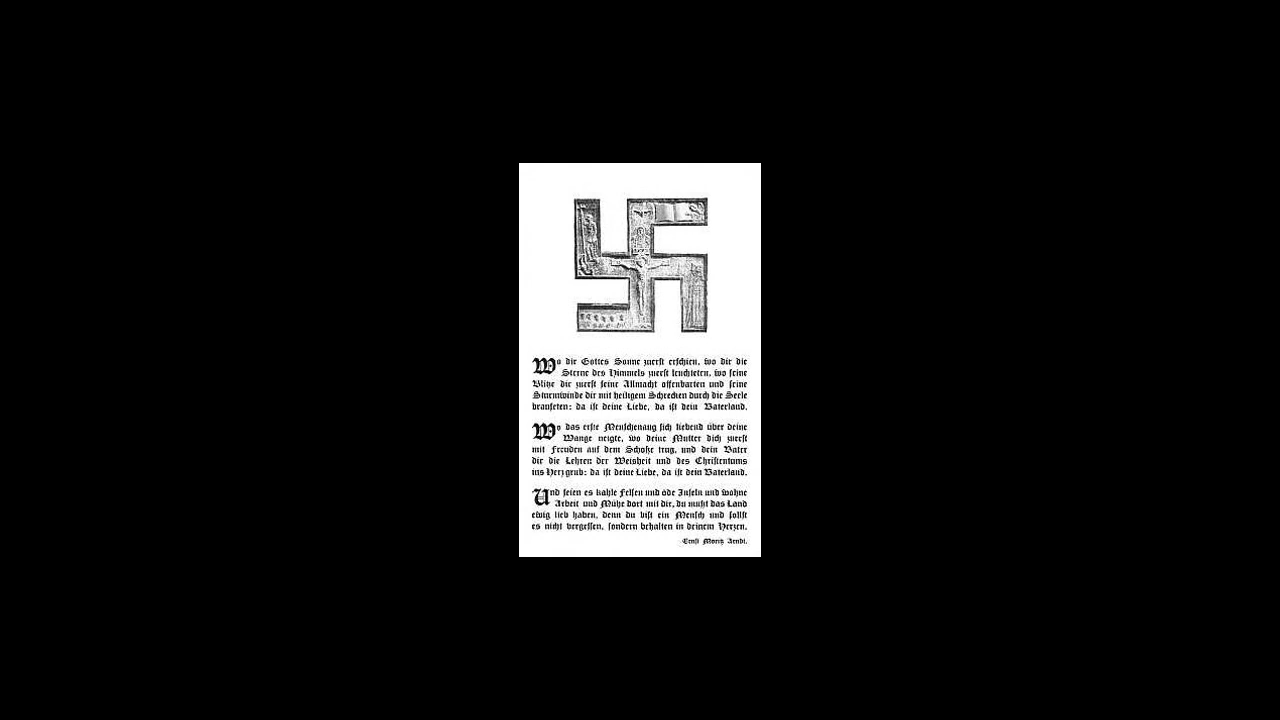 Wo dir Gottes Sonne zuerst erschien, wo dir die
Sterne des Himmels zuerst leuchteten, wo seine
Blitze dir zuerst seine Allmacht offenbarten und seine
Sturmwinde dir mit heiligem Schrecken durch die Seele
brauseten: da ist deine Liebe, da ist dein Vaterland.
Wo das erste Menschenaug sich liebend über deine
Wange neigte, wo deine Mutter dich zuerst
mit Freuden auf dem Schoße trug, und dein Vater
dir die Lehren der Weisheit und des Christentums
ins Herz grub: da ist deine Liebe, da ist dein Vaterland.
Und seien es kahle Felsen und öde Inseln und wohne
Arbeit und Mühe dort mit dir, du mußt das Land
ewig lieb haben, denn du bist ein Mensch und sollst
es nicht vergessen, sondern behalten in deinem Herzen.
Ernst Moritz Arndt.